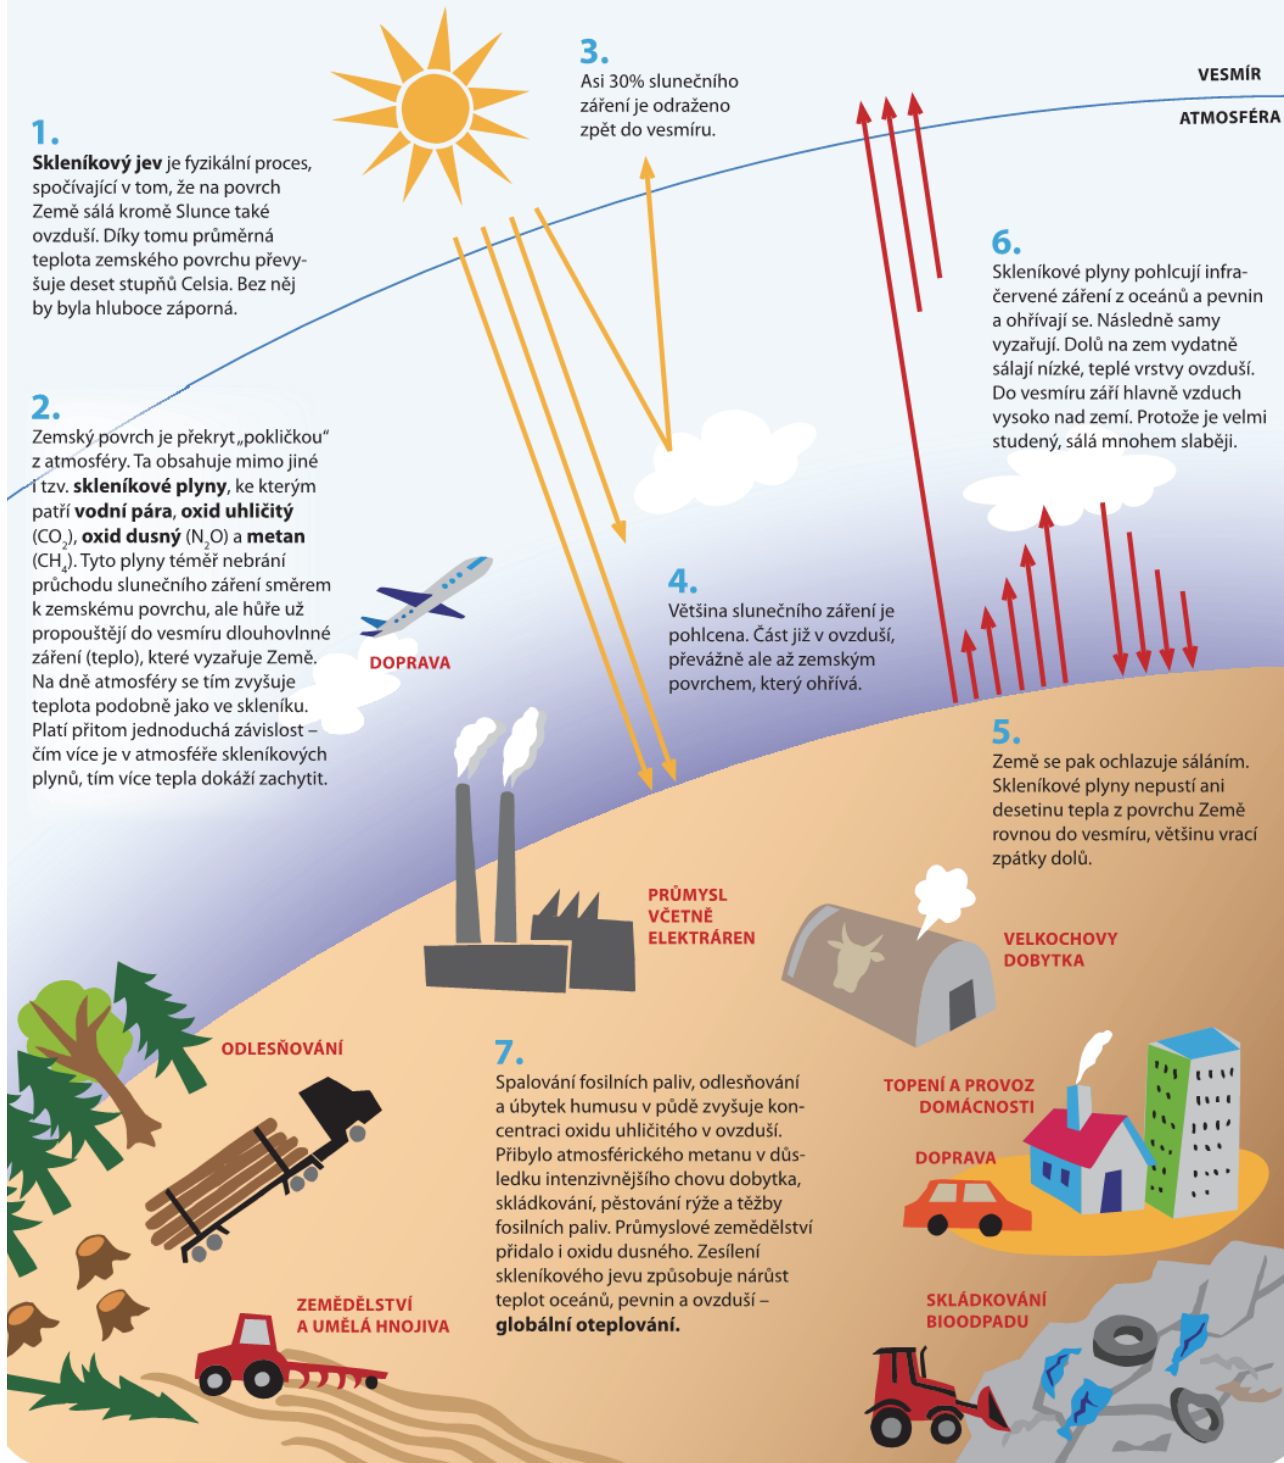 1.
Skleníkový jev je fyzikální proces,
spočívající v tom, že na povrch
Země sálá kromě Slunce také
ovzduší. Díky tomu průměrná
teplota zemského povrchu převy-
šuje deset stupňů Celsia. Bez něj
by byla hluboce záporná.
2.
Zemský povrch je překryt „pokličkou“
z atmosféry. Ta obsahuje mimo jiné
i tzv. skleníkové plyny, ke kterým
patří vodní pára, oxid uhličitý
(CO₂), oxid dusný (N₂O) a metan
(CH₄). Tyto plyny téměř nebrání
průchodu slunečního záření směrem
k zemskému povrchu, ale hůře už
propouštějí do vesmíru dlouhovlnné
záření (teplo), které vyzařuje Země.
Na dně atmosféry se tím zvyšuje
teplota podobně jako ve skleníku.
Platí přitom jednoduchá závislost –
čím více je v atmosféře skleníkových
plynů, tím více tepla dokáží zachytit.
3.
Asi 30% slunečního
záření je odraženo
zpět do vesmíru.
VESMÍR
ATMOSFÉRA
6.
Skleníkové plyny pohlcují infra-
červené záření z oceánů a pevnin
a ohřívají se. Následně samy
vyzařují. Dolů na zem vydatně
sálají nízké, teplé vrstvy ovzduší.
Do vesmíru září hlavně vzduch
vysoko nad zemí. Protože je velmi
studený, sálá mnohem slaběji.
4.
Většina slunečního záření je
pohlcena. Část již v ovzduší,
převážně ale až zemským
povrchem, který ohřívá.
DOPRAVA
5.
Země se pak ochlazuje sáláním.
Skleníkové plyny nepustí ani
desetinu tepla z povrchu Země
rovnou do vesmíru, většinu vrací
zpátky dolů.
PRŮMYSL
VČETNĚ
ELEKTRÁREN
VELKOCHOVY
DOBYTKA
ODLESŇOVÁNÍ
7.
Spalování fosilních paliv, odlesňování
a úbytek humusu v půdě zvyšuje kon-
centraci oxidu uhličitého v ovzduší.
Přibylo atmosférického metanu v důs-
ledku intenzivnějšího chovu dobytka,
skládkování, pěstování rýže a těžby
fosilních paliv. Průmyslové zemědělství
přidalo i oxidu dusného. Zesílení
skleníkového jevu způsobuje nárůst
teplot oceánů, pevnin a ovzduší –
globální oteplování.
TOPENÍ A PROVOZ
DOMÁCNOSTI
DOPRAVA
ZEMĚDĚLSTVÍ
A UMĚLÁ HNOJIVA
SKLÁDKOVÁNÍ
BIOODPADU